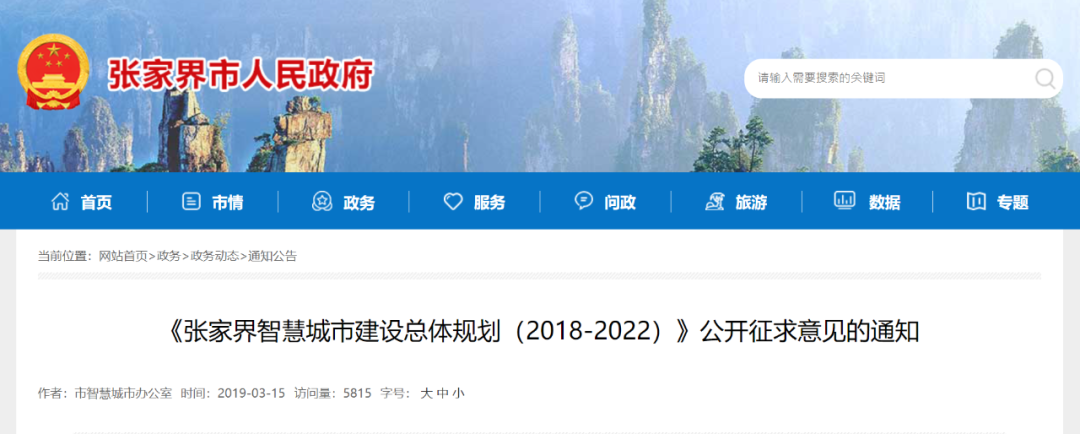 张家界市人民政府
请输入需要搜索的关键词
首页 市情 政务 服务 问政 旅游 数据 专题
当前位置：网站首页>政务>政务动态>通知公告
《张家界智慧城市建设总体规划（2018-2022）》公开征求意见的通知
作者：市智慧城市办公室 时间：2019-03-15 访问量：5815 字号： 大 中 小